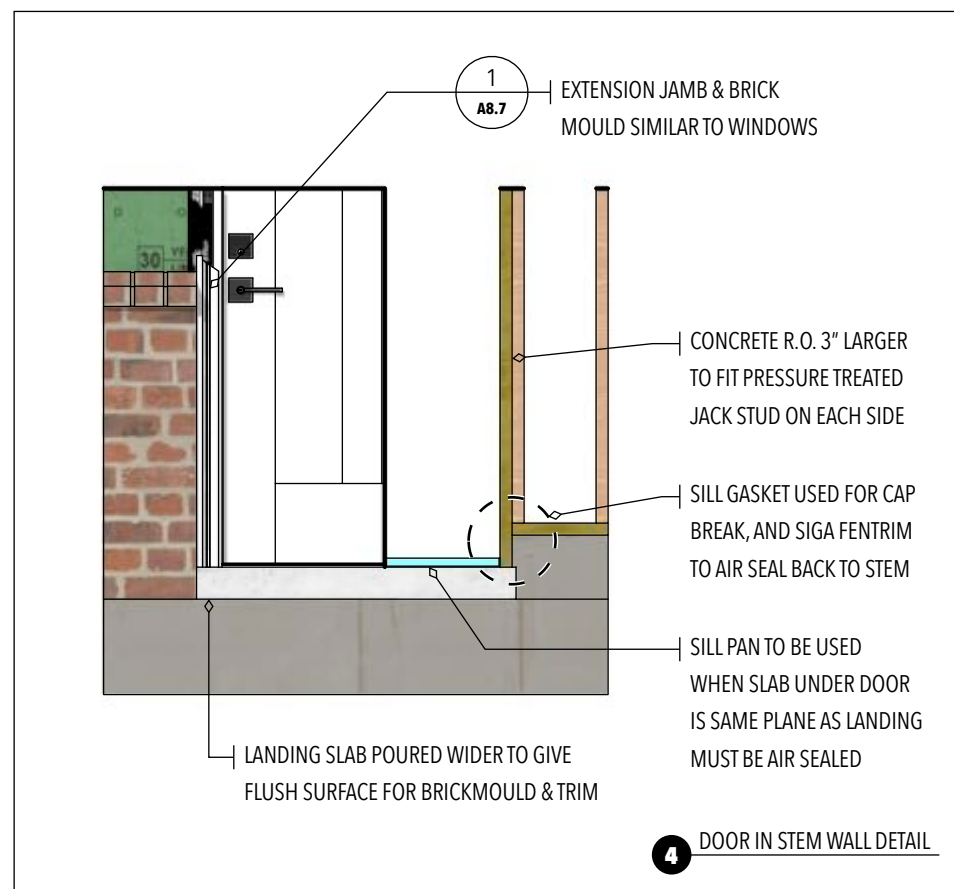 1
A8.7
EXTENSION JAMB & BRICK
MOULD SIMILAR TO WINDOWS
30
CONCRETE R.O. 3" LARGER
TO FIT PRESSURE TREATED
JACK STUD ON EACH SIDE
SILL GASKET USED FOR CAP
BREAK, AND SIGA FENTRIM
TO AIR SEAL BACK TO STEM
SILL PAN TO BE USED
WHEN SLAB UNDER DOOR
IS SAME PLANE AS LANDING
MUST BE AIR SEALED
LANDING SLAB POURED WIDER TO GIVE
FLUSH SURFACE FOR BRICKMOULD & TRIM
4 DOOR IN STEM WALL DETAIL